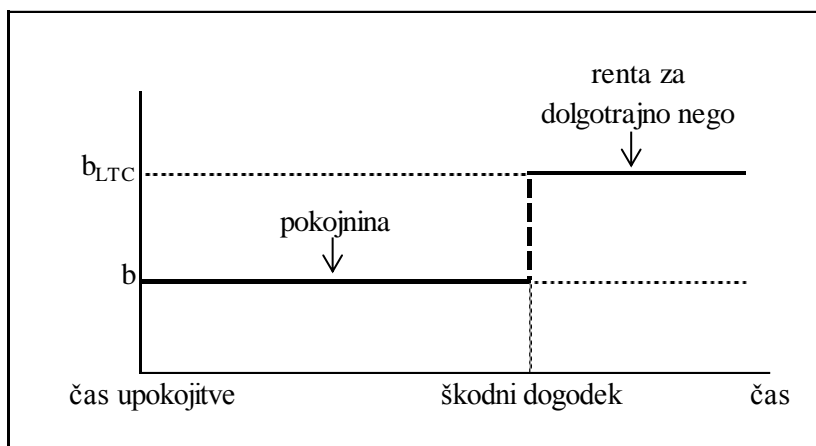 renta za
dolgotrajno nego
b_LTC
pokojnina
b
čas upokojitve
škodni dogodek
čas